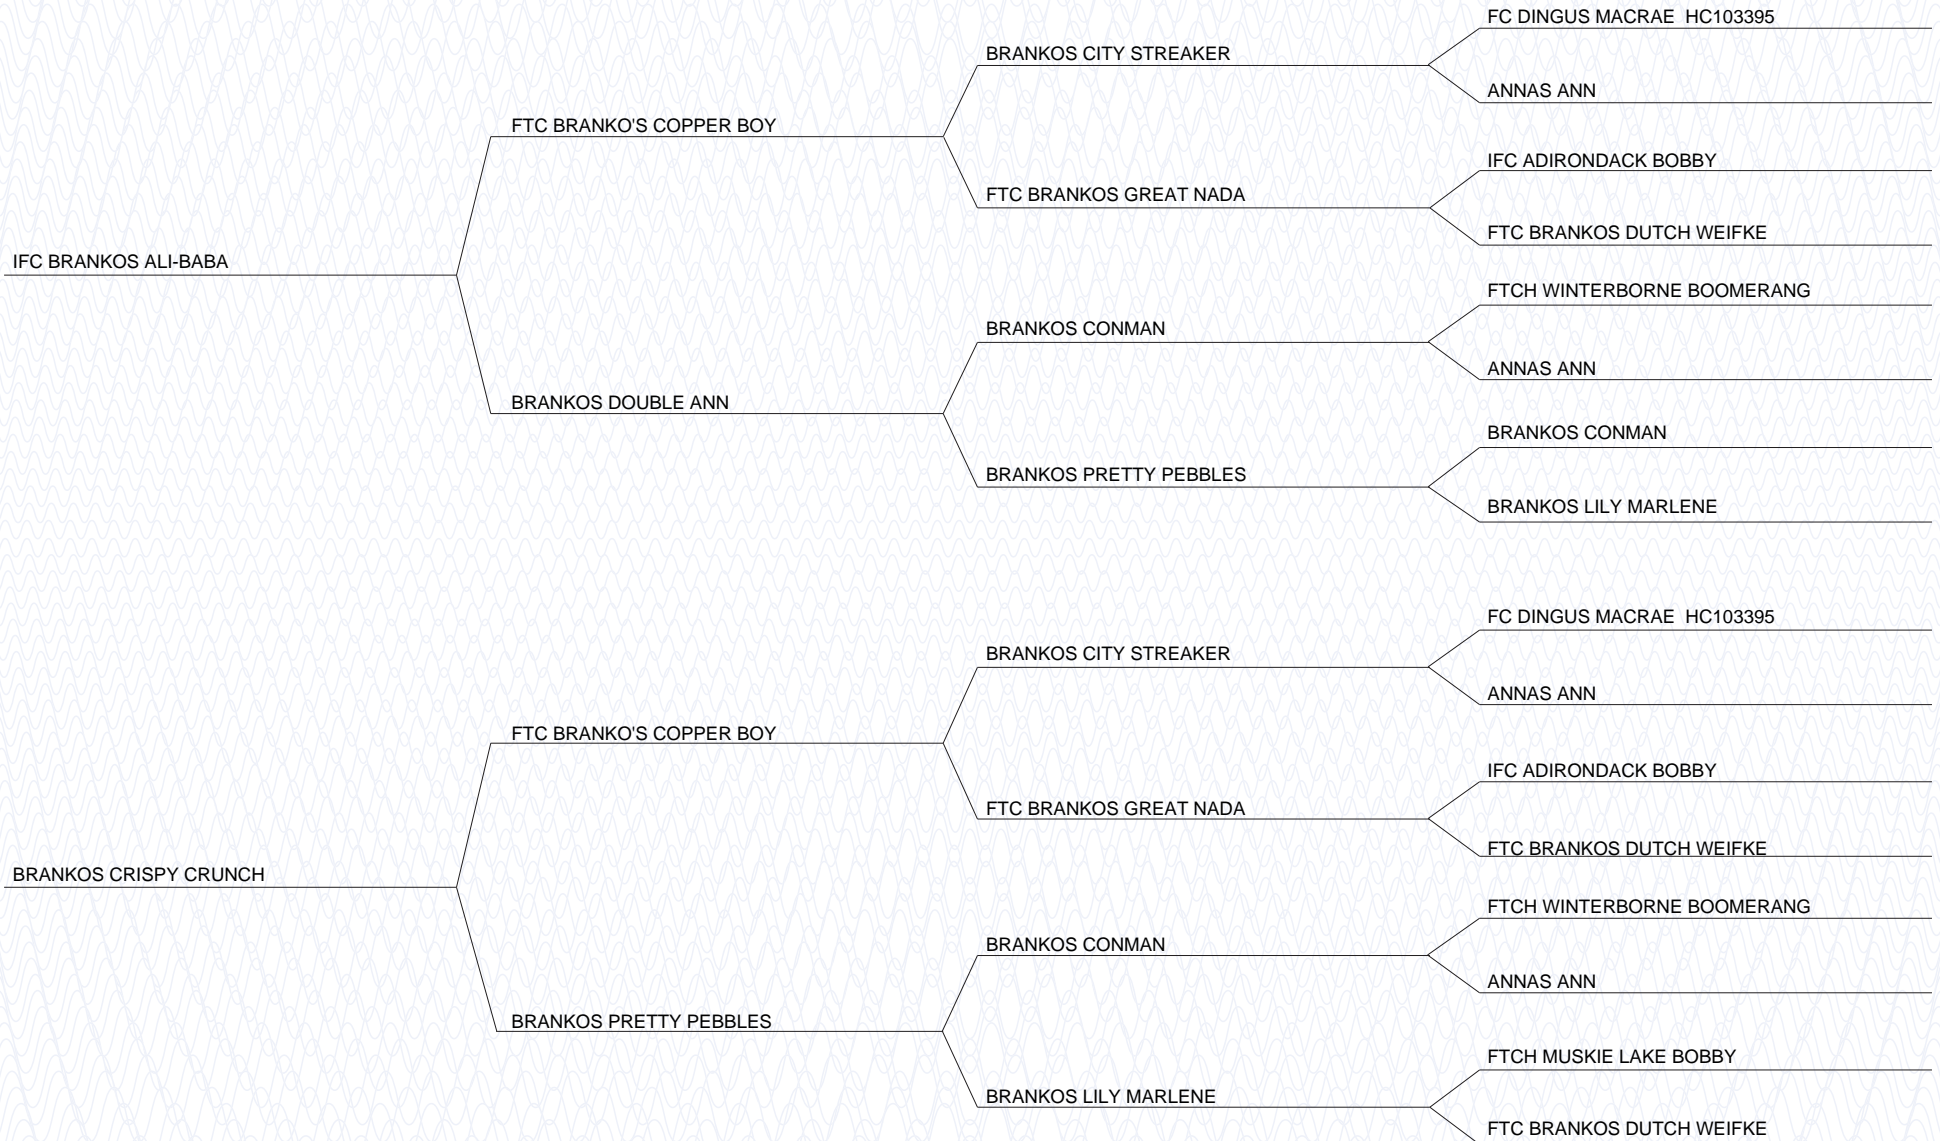 FC DINGUS MACRAE  HC103395
BRANKOS CITY STREAKER
ANNAS ANN
FTC BRANKO'S COPPER BOY
IFC ADIRONDACK BOBBY
FTC BRANKOS GREAT NADA
FTC BRANKOS DUTCH WEIFKE
IFC BRANKOS ALI-BABA
FTCH WINTERBORNE BOOMERANG
BRANKOS CONMAN
ANNAS ANN
BRANKOS DOUBLE ANN
BRANKOS CONMAN
BRANKOS PRETTY PEBBLES
BRANKOS LILY MARLENE
FC DINGUS MACRAE  HC103395
BRANKOS CITY STREAKER
ANNAS ANN
FTC BRANKO'S COPPER BOY
IFC ADIRONDACK BOBBY
FTC BRANKOS GREAT NADA
FTC BRANKOS DUTCH WEIFKE
BRANKOS CRISPY CRUNCH
FTCH WINTERBORNE BOOMERANG
BRANKOS CONMAN
ANNAS ANN
BRANKOS PRETTY PEBBLES
FTCH MUSKIE LAKE BOBBY
BRANKOS LILY MARLENE
FTC BRANKOS DUTCH WEIFKE